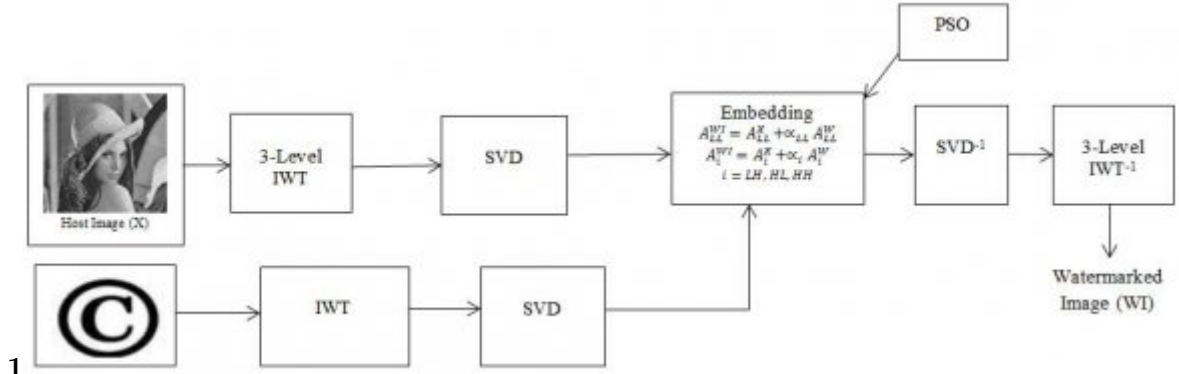 PSO
Embedding
A_{LL}^{WI} = A_{LL}^{X} +∝_{LL} A_{LL}^{W}
A_{i}^{WI} = A_{i}^{X} +∝_{i} A_{i}^{W}
i = LH, HL, HH
3-Level
IWT
SVD
SVD⁻¹
3-Level
IWT⁻¹
Host Image (X)
©
IWT
SVD
Watermarked
Image (WI)
1